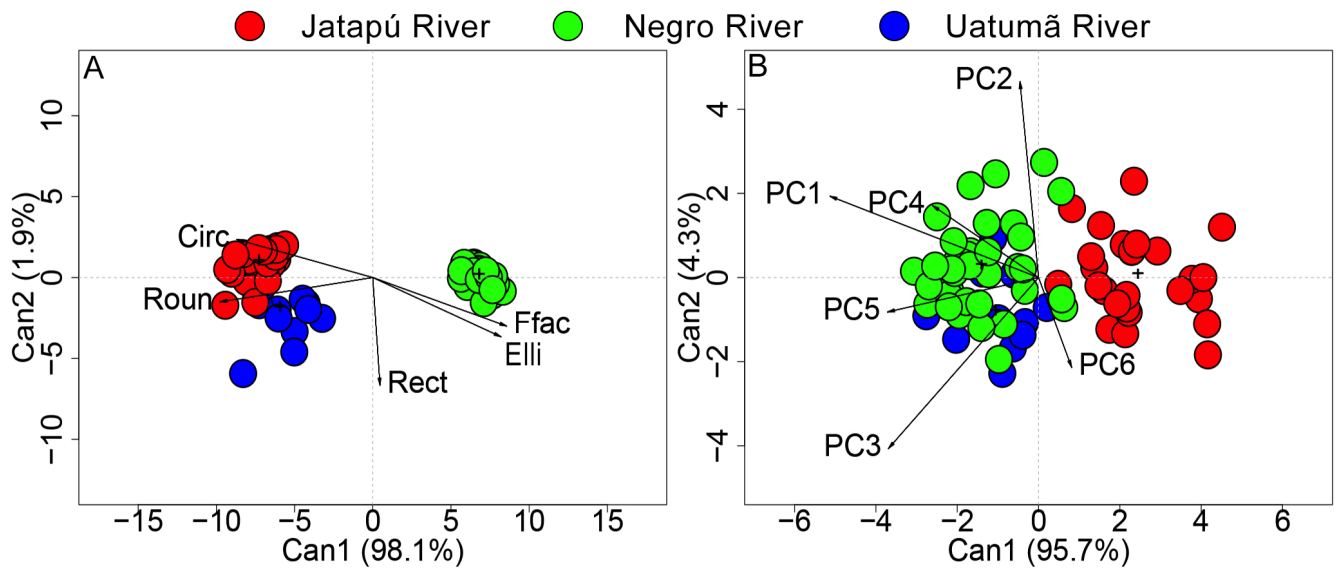 Jatapú River Negro River Uatumã River
A
Can2 (1.9%)
10
5
0
−5
−10
Circ
Roun
Ffac
Elli
Rect
−15 −10 −5 0 5 10 15
Can1 (98.1%)
B
Can2 (4.3%)
4
2
0
−2
−4
PC2
PC1
PC4
PC5
PC6
PC3
−6 −4 −2 0 2 4 6
Can1 (95.7%)